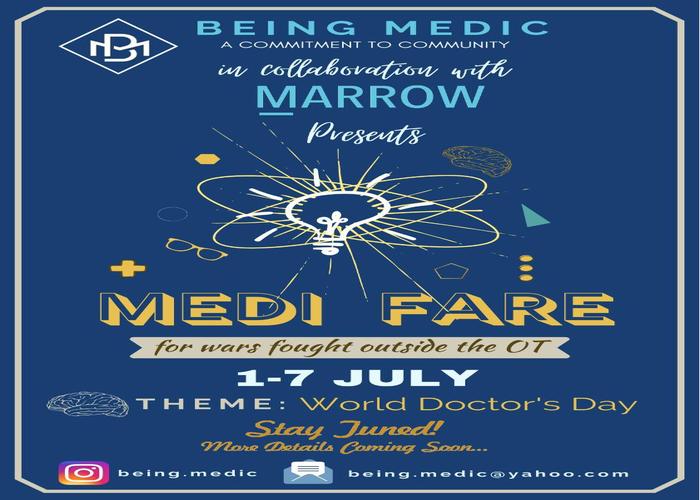 BM
BEING MEDIC
A COMMITMENT TO COMMUNITY
in collaboration with
MARROW
Presents
MEDI FARE
for wars fought outside the OT
1-7 JULY
THEME: World Doctor's Day
Stay Tuned!
More Details Coming Soon...
being.medic
being.medic@yahoo.com